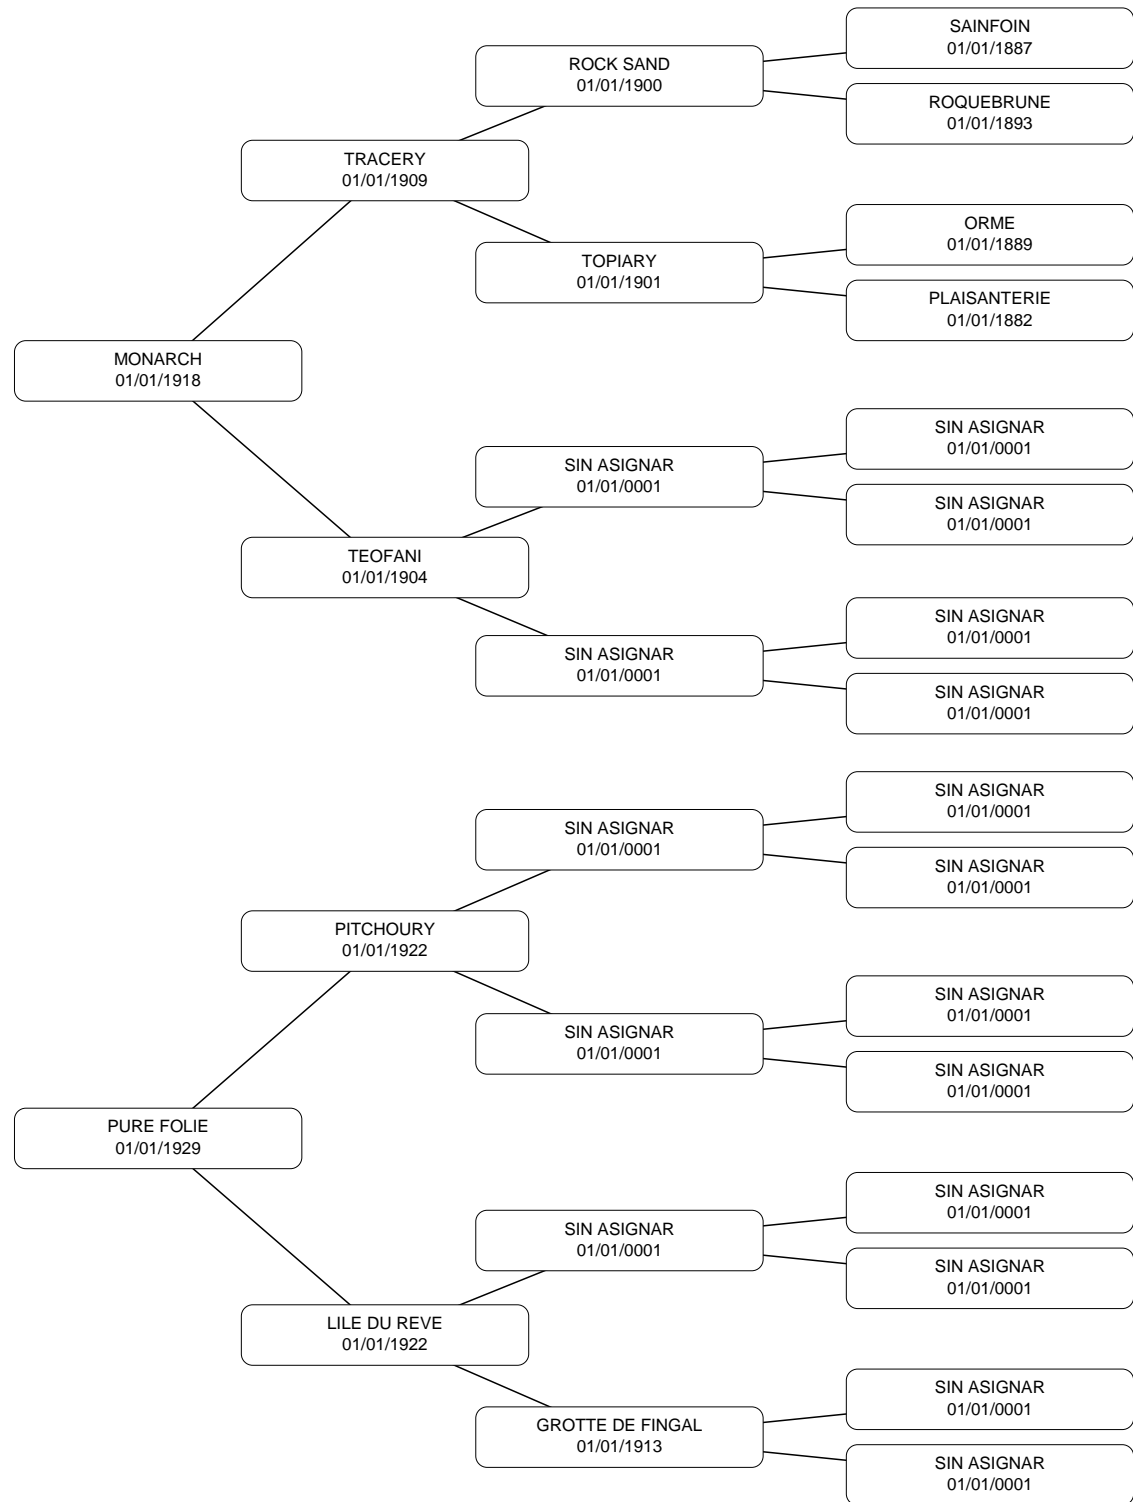 SAINFOIN
01/01/1887
ROCK SAND
01/01/1900
ROQUEBRUNE
01/01/1893
TRACERY
01/01/1909
ORME
01/01/1889
TOPIARY
01/01/1901
PLAISANTERIE
01/01/1882
MONARCH
01/01/1918
SIN ASIGNAR
01/01/0001
SIN ASIGNAR
01/01/0001
SIN ASIGNAR
01/01/0001
TEOFANI
01/01/1904
SIN ASIGNAR
01/01/0001
SIN ASIGNAR
01/01/0001
SIN ASIGNAR
01/01/0001
SIN ASIGNAR
01/01/0001
SIN ASIGNAR
01/01/0001
SIN ASIGNAR
01/01/0001
PITCHOURY
01/01/1922
SIN ASIGNAR
01/01/0001
SIN ASIGNAR
01/01/0001
SIN ASIGNAR
01/01/0001
PURE FOLIE
01/01/1929
SIN ASIGNAR
01/01/0001
SIN ASIGNAR
01/01/0001
SIN ASIGNAR
01/01/0001
LILE DU REVE
01/01/1922
SIN ASIGNAR
01/01/0001
GROTTE DE FINGAL
01/01/1913
SIN ASIGNAR
01/01/0001